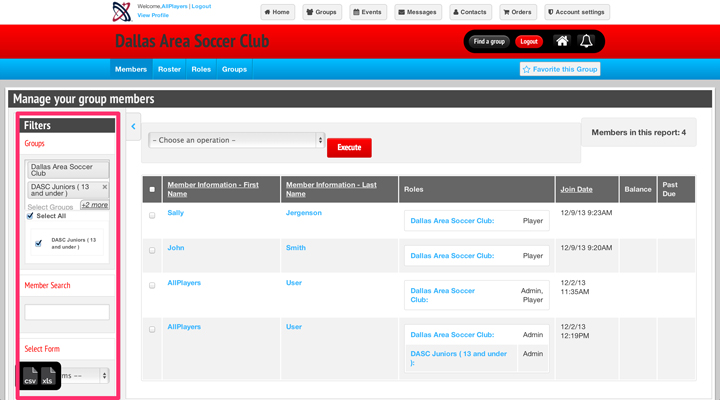 Welcome,AllPlayers | Logout
View Profile
Home
Groups
Events
Messages
Contacts
Orders
Account settings
Dallas Area Soccer Club
Find a group
Logout
Members
Roster
Roles
Groups
Favorite this Group
Manage your group members
Filters
Groups
Dallas Area Soccer
Club
DASC Juniors ( 13
and under )
Select Groups
+2 more
Select All
DASC Juniors ( 13
and under )
Member Search
Select Form
ms --
csv
xls
- Choose an operation -
Execute
Members in this report: 4
Member Information - First
Name
Member Information - Last
Name
Roles
Join Date
Balance
Past
Due
Sally
Jergenson
Dallas Area Soccer Club:
Player
12/9/13 9:23AM
John
Smith
Dallas Area Soccer Club:
Player
12/9/13 9:20AM
AllPlayers
User
Dallas Area Soccer
Club:
Admin,
Player
12/2/13
11:35AM
AllPlayers
User
Dallas Area Soccer Club:
Admin
DASC Juniors ( 13 and under
):
Admin
12/2/13
12:19PM